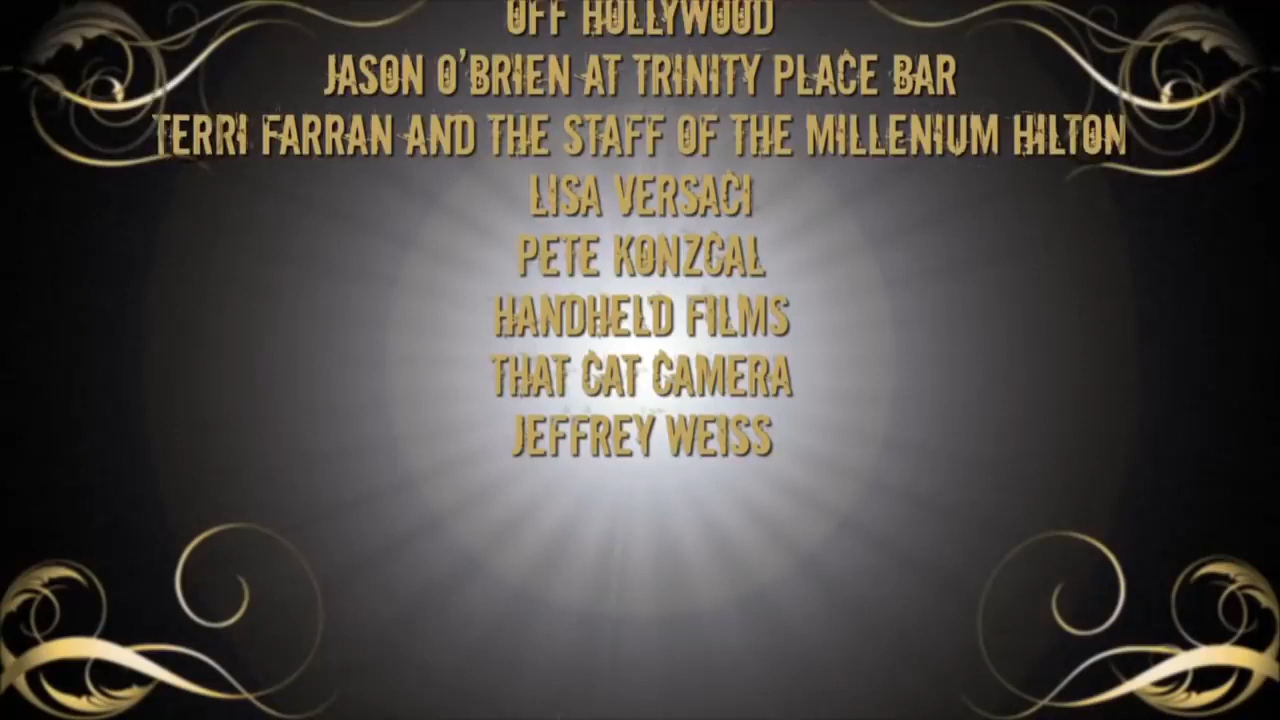 OFF HOLLYWOOD
JASON O'BRIEN AT TRINITY PLACE BAR
TERRI FARRAN AND THE STAFF OF THE MILLENIUM HILTON
LISA VERSACI
PETE KONZCAL
HANDHELD FILMS
THAT CAT CAMERA
JEFFREY WEISS